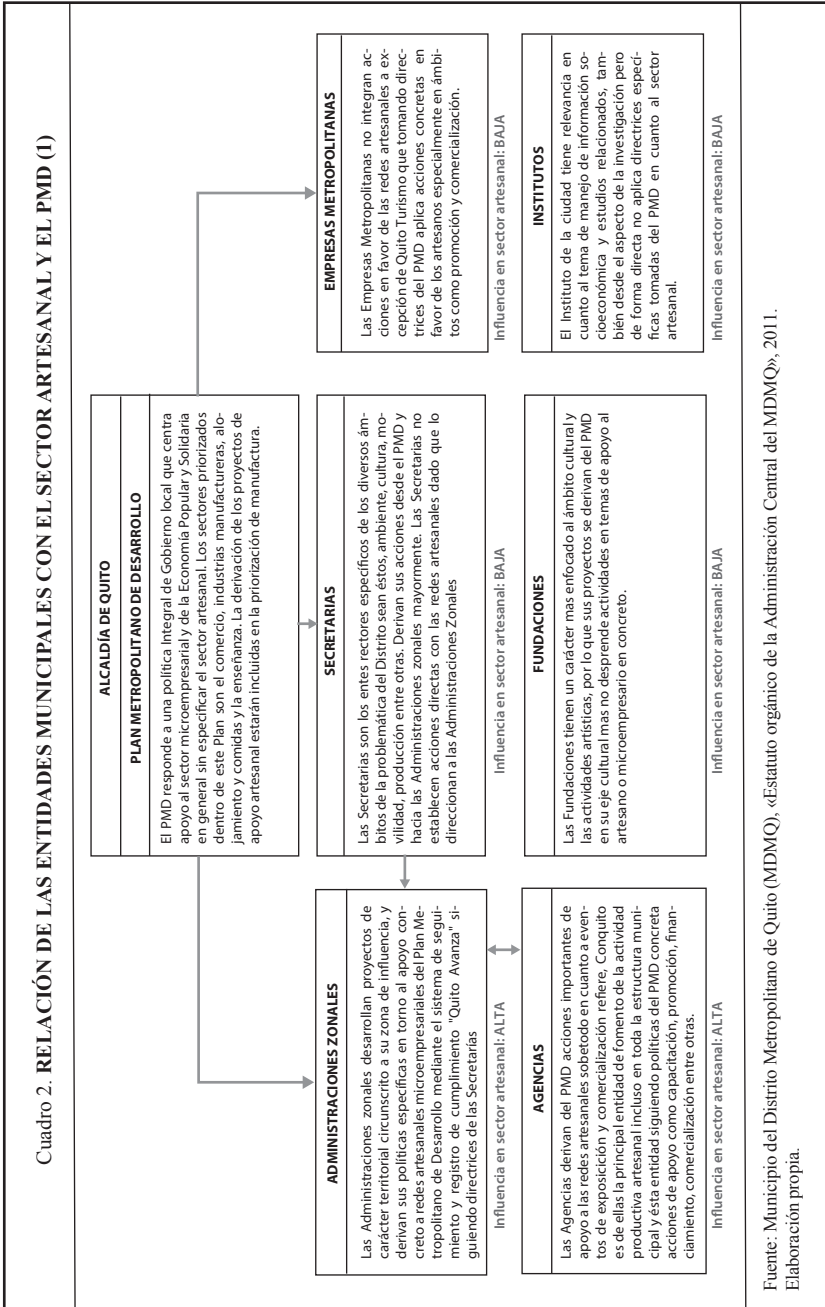 Cuadro 2. RELACIÓN DE LAS ENTIDADES MUNICIPALES CON EL SECTOR ARTESANAL Y EL PMD (1)
ALCALDÍA DE QUITO
PLAN METROPOLITANO DE DESARROLLO
El PMD responde a una política Integral de Gobierno local que centra
apoyo al sector microempresarial y de la Economía Popular y Solidaria
en general sin especificar el sector artesanal. Los sectores priorizados
dentro de este Plan son el comercio, industrias manufactureras, alo-
jamiento y comidas y la enseñanza. La derivación de los proyectos de
apoyo artesanal estarán incluidas en la priorización de manufactura.
ADMINISTRACIONES ZONALES
Las Administraciones zonales desarrollan proyectos de
carácter territorial circunscrito a su zona de influencia, y
derivan sus políticas específicas en torno al apoyo con-
creto a redes artesanales microempresariales del Plan Me-
tropolitano de Desarrollo mediante el sistema de segui-
miento y registro de cumplimiento "Quito Avanza" si-
guiendo directrices de las Secretarías
Influencia en sector artesanal: ALTA
SECRETARIAS
Las Secretarias son los entes rectores específicos de los diversos ám-
bitos de la problemática del Distrito sean éstos, ambiente, cultura, mo-
vilidad, producción entre otras. Derivan sus acciones desde el PMD y
hacia las Administraciones zonales mayormente. Las Secretarias no
establecen acciones directas con las redes artesanales dado que lo
direccionan a las Administraciones Zonales
Influencia en sector artesanal: BAJA
EMPRESAS METROPOLITANAS
Las Empresas Metropolitanas no integran ac-
ciones en favor de las redes artesanales a ex-
cepción de Quito Turismo que tomando direc-
trices del PMD aplica acciones concretas en
favor de los artesanos especialmente en ámbi-
tos como promoción y comercialización.
Influencia en sector artesanal: BAJA
AGENCIAS
Las Agencias derivan del PMD acciones importantes de
apoyo a las redes artesanales sobetodo en cuanto a even-
tos de exposicición y comercialización refiere, Conquito
es de ellas la principal entidad de fomento de la actividad
productiva artesanal incluso en toda la estructura muni-
cipal y ésta entidad siguiendo políticas del PMD concreta
acciones de apoyo como capacitación, promoción, finan-
ciamiento, comercialización entre otras.
Influencia en sector artesanal: ALTA
FUNDACIONES
Las Fundaciones tienen un carácter mas enfocado al ámbito cultural y
las actividades artísticas, por lo que sus proyectos se derivan del PMD
en su eje cultural mas no desprende actividades en temas de apoyo al
artesano o microempresario en concreto.
Influencia en sector artesanal: BAJA
INSTITUTOS
El Instituto de la ciudad tiene relevancia en
cuanto al tema de manejo de información so-
cioeconómica y estudios relacionados, tam-
bién desde el aspecto de la investigación pero
de forma directa no aplica directrices especí-
ficas tomadas del PMD en cuanto al sector
artesanal.
Influencia en sector artesanal: BAJA
Fuente: Municipio del Distrito Metropolitano de Quito (MDMQ), «Estatuto orgánico de la Administración Central del MDMQ», 2011.
Elaboración propia.